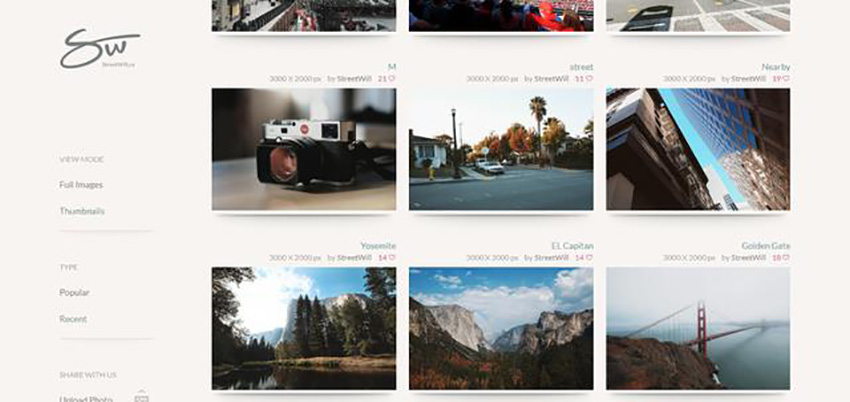 Sw
StreetWill.co
VIEW MODE
Full Images
Thumbnails
TYPE
Popular
Recent
SHARE WITH US
Upload Photo
M
3000 X 2000 px by StreetWill 21
street
3000 X 2000 px by StreetWill 11
Nearby
3000 X 2000 px by StreetWill 19
Yosemite
3000 X 2000 px by StreetWill 14
EL Capitan
3000 X 2000 px by StreetWill 14
Golden Gate
3000 X 2000 px by StreetWill 18